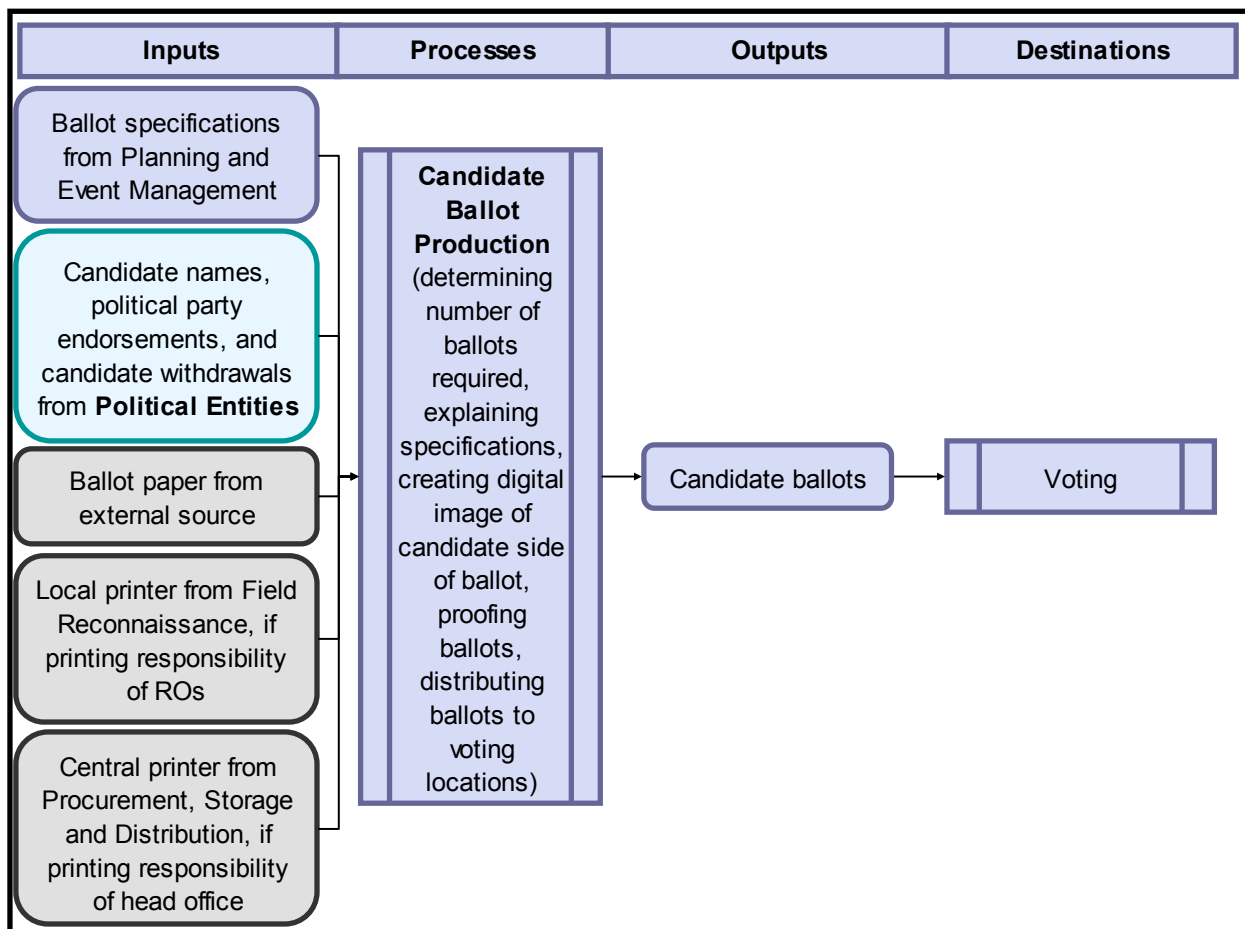 Inputs
Processes
Outputs
Destinations
Ballot specifications
from Planning and
Event Management
Candidate names,
political party
endorsements, and
candidate withdrawals
from Political Entities
Ballot paper from
external source
Local printer from Field
Reconnaissance, if
printing responsibility
of ROs
Central printer from
Procurement, Storage
and Distribution, if
printing responsibility
of head office
Candidate
Ballot
Production
(determining
number of
ballots
required,
explaining
specifications,
creating digital
image of
candidate side
of ballot,
proofing
ballots,
distributing
ballots to
voting
locations)
Candidate ballots
Voting